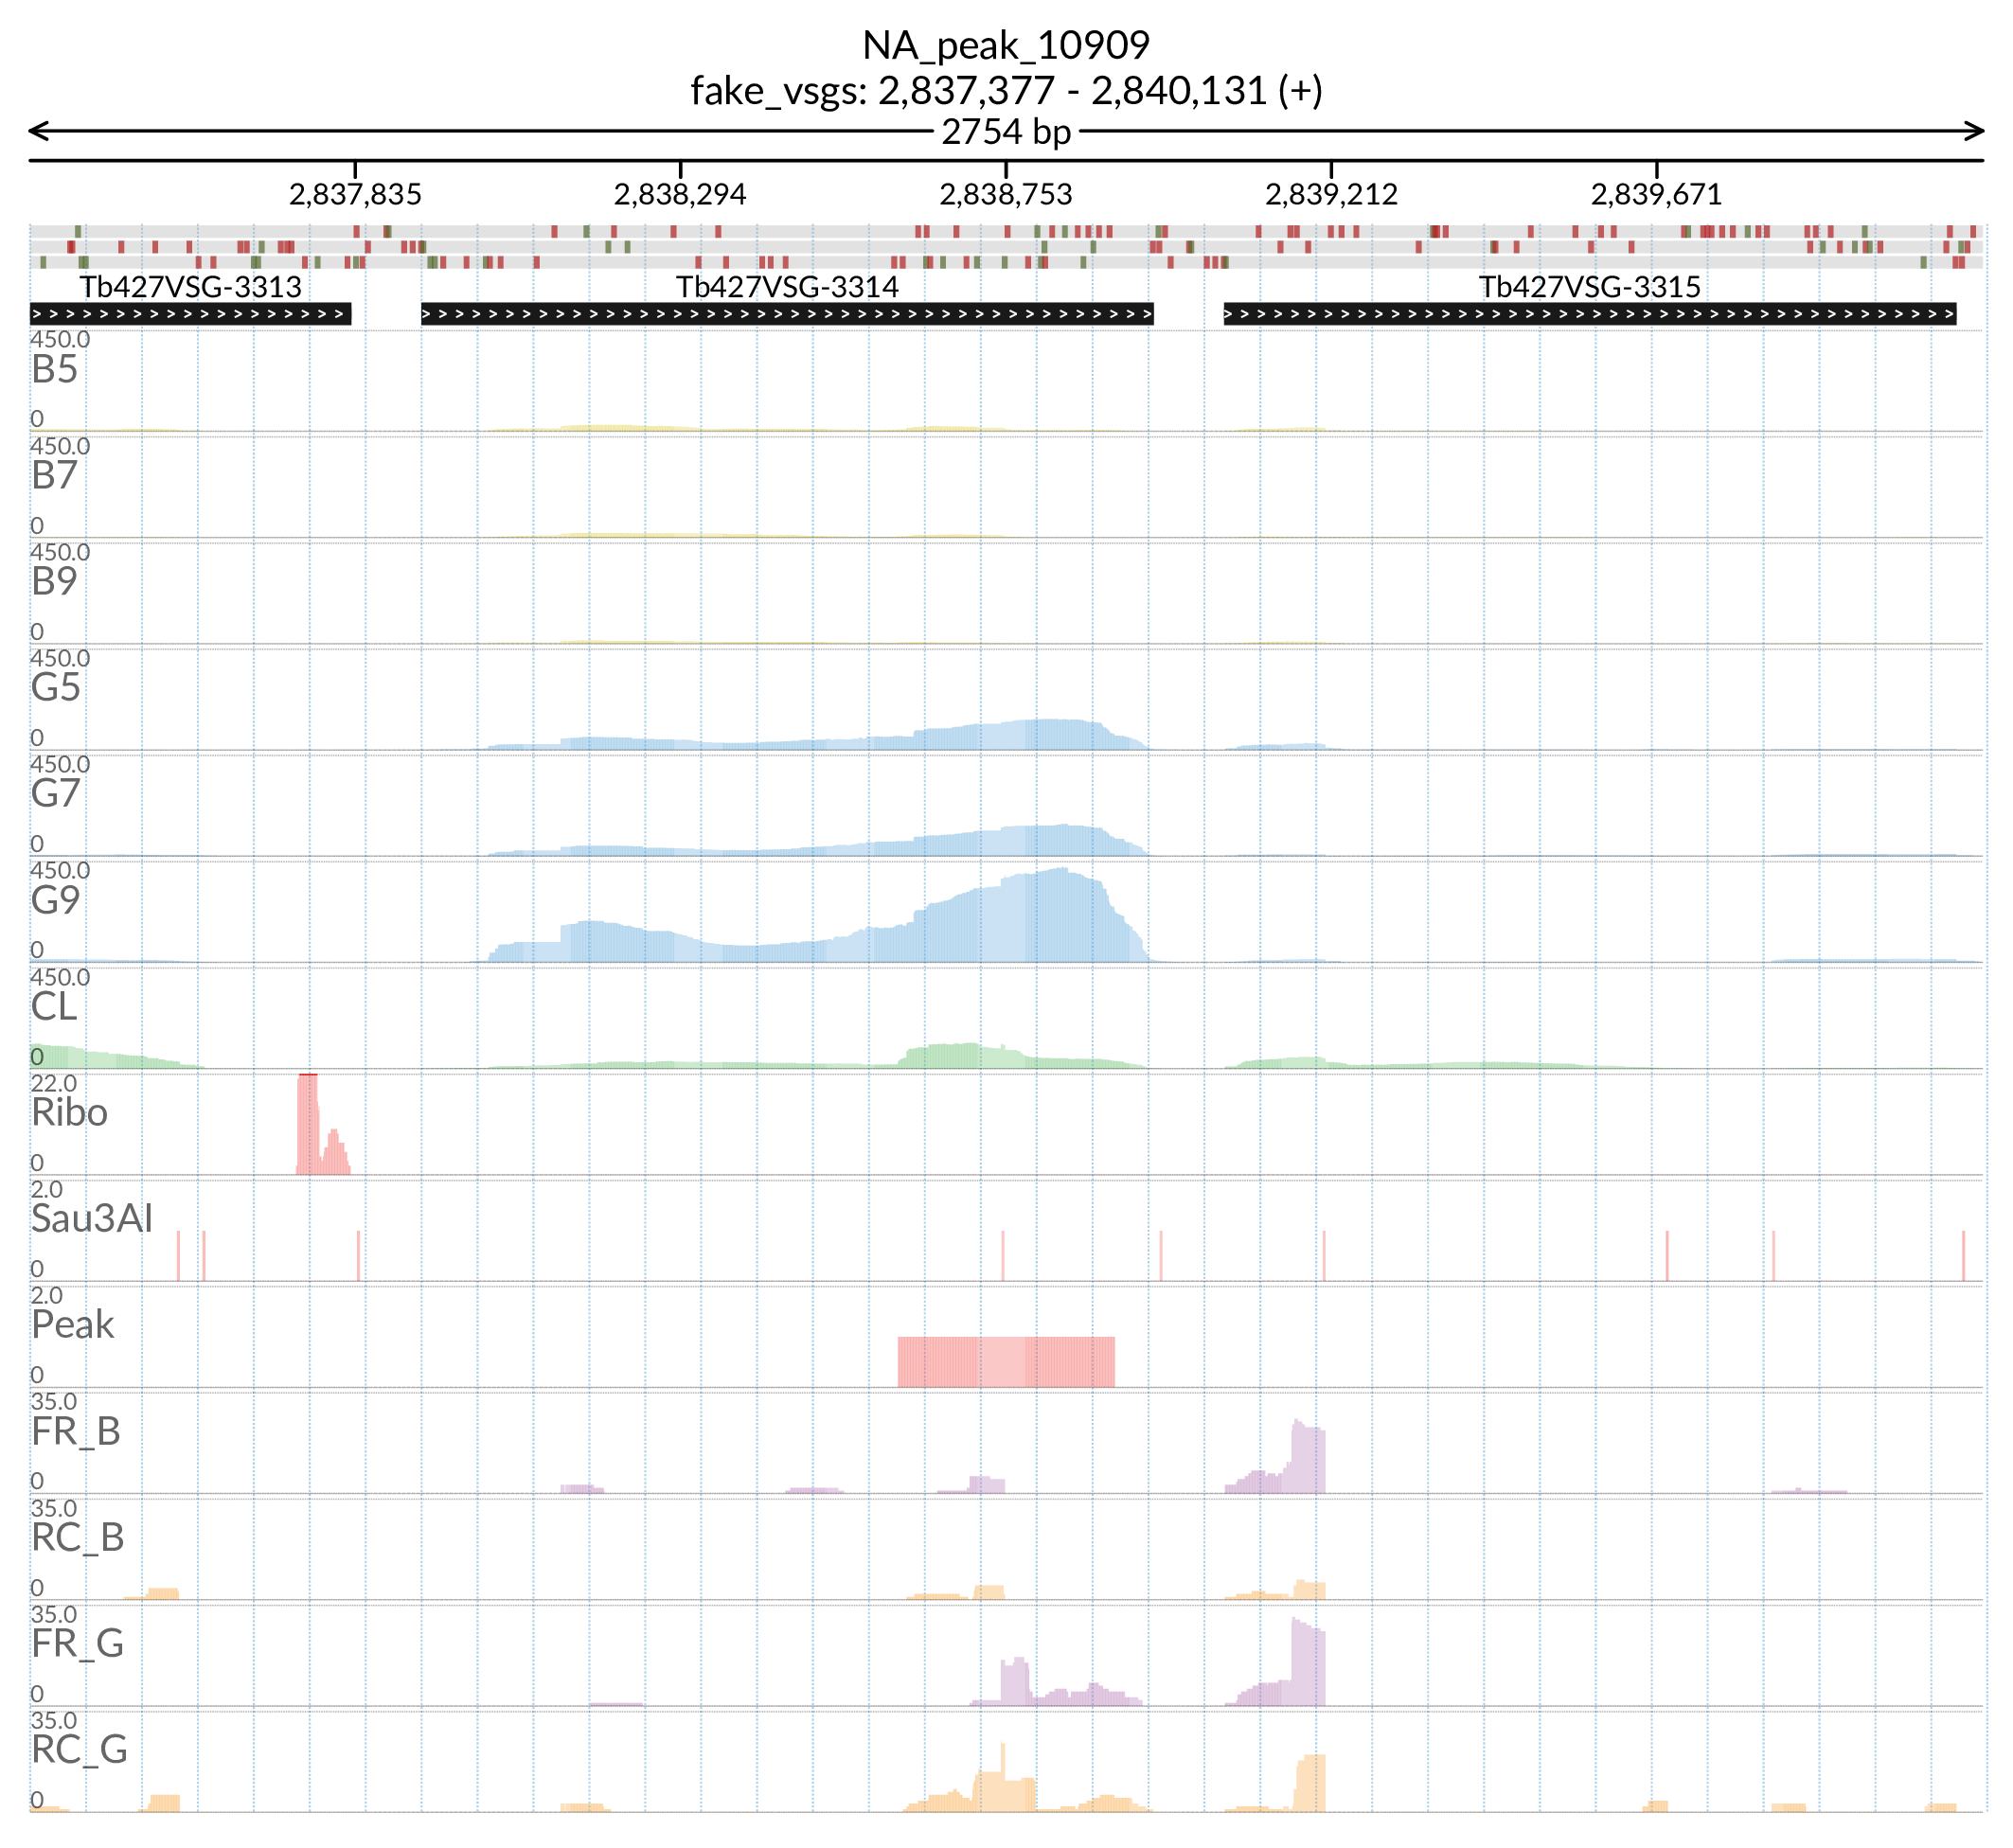 NA_peak_10909
fake_vsgs: 2,837,377 - 2,840,131 (+)
2754 bp
2,837,835 2,838,294 2,838,753 2,839,212 2,839,671
Tb427VSG-3313 Tb427VSG-3314 Tb427VSG-3315
450.0
B5
0
450.0
B7
0
450.0
B9
0
450.0
G5
0
450.0
G7
0
450.0
G9
0
450.0
CL
0
22.0
Ribo
0
2.0
Sau3AI
0
2.0
Peak
0
35.0
FR_B
0
35.0
RC_B
0
35.0
FR_G
0
35.0
RC_G
0